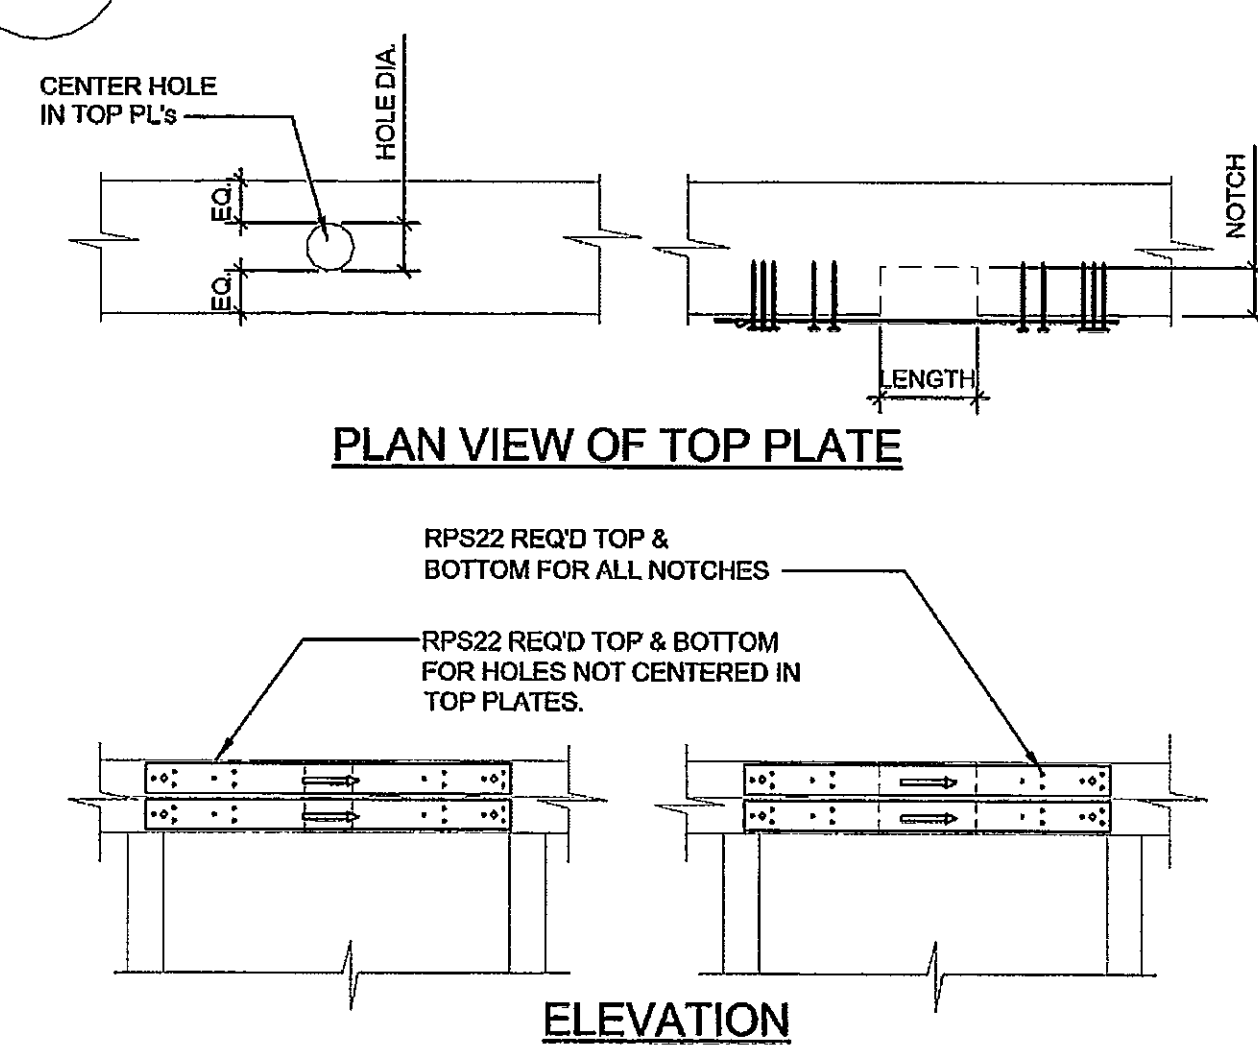 CENTER HOLE
IN TOP PL's
HOLE DIA.
EQ.
EQ.
NOTCH
LENGTH
PLAN VIEW OF TOP PLATE
RPS22 REQ'D TOP &
BOTTOM FOR ALL NOTCHES
RPS22 REQ'D TOP & BOTTOM
FOR HOLES NOT CENTERED IN
TOP PLATES.
ELEVATION